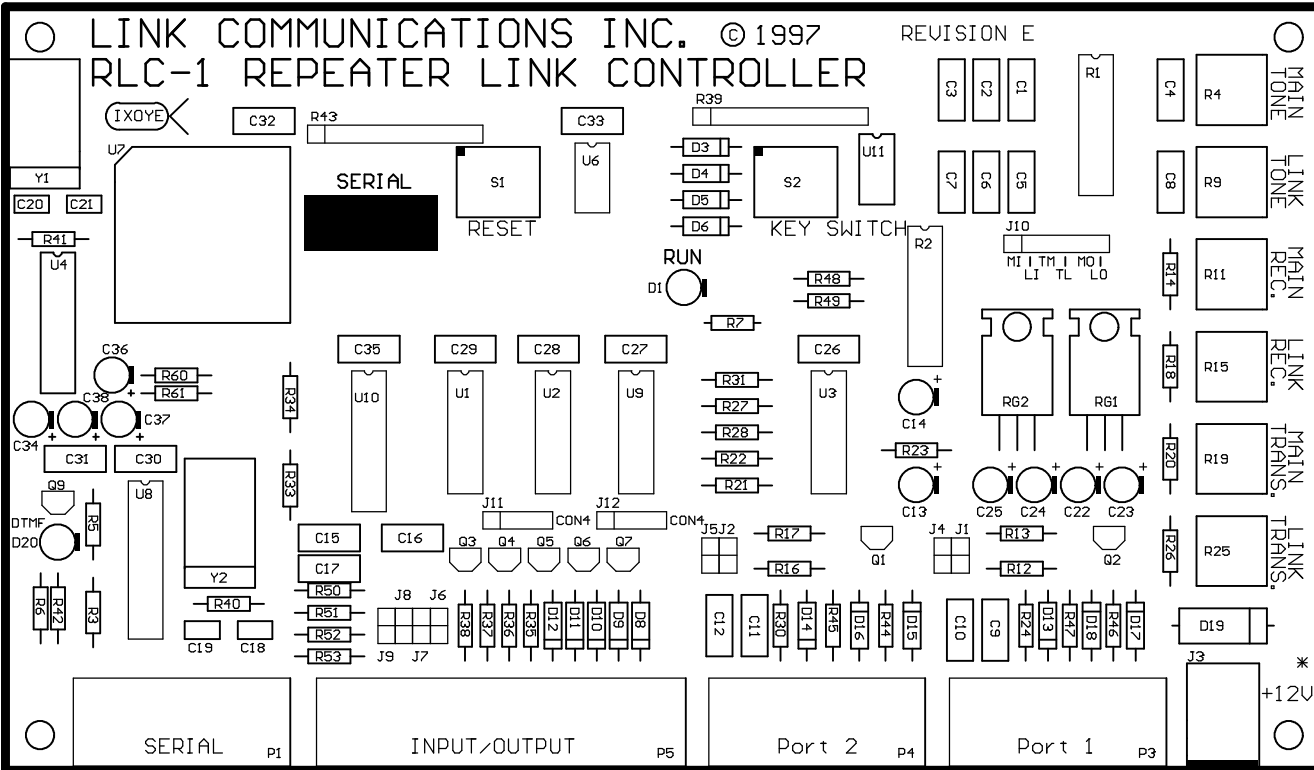 LINK COMMUNICATIONS INC. © 1997 REVISION E
RLC-1 REPEATER LINK CONTROLLER
IXOYE
C32 R43 C33 R39
C3 C2 C1 R1 C4 R4 MAIN TONE
U7 Y1 U6 D3 U11
SERIAL S1 D4 S2
C20 C21 D5 C7 C6 C5 C8 R9 LINK TONE
RESET D6 KEY SWITCH
R41 U4 R2 J10
RUN MI TM MO
LI TL LO
D1 R48 R14 R11 MAIN REC.
R49
R7
C36 C35 C29 C28 C27 C26 RG2 RG1 R18 R15 LINK REC.
R60 R31
R61 R34 U10 U1 U2 U9 R27 U3
C38 C34 C37 R28 C14
C31 C30 R22 R23 R20 R19 MAIN TRANS.
Q9 U8 R33 R21 C13 C25 C24 C22 C23
J11 CON4 J12 CON4
DTMF D20 R5 C15 C16 Q3 Q4 Q5 Q6 Q7 J5 J2 R17 Q1 J4 J1 R13 Q2 R26 R25 LINK TRANS.
Y2 C17 R16 R12
R50
R6 R42 R3 R40 R51 J8 J6 R38 R37 R36 R35 D12 D11 D10 D9 D8 C12 C11 R30 D14 R45 D16 R44 D15 C10 C9 R24 D13 R47 D18 R46 D17 D19
C19 C18 R52
R53 J9 J7 J3
*
+12V
SERIAL P1 INPUT/OUTPUT P5 Port 2 P4 Port 1 P3